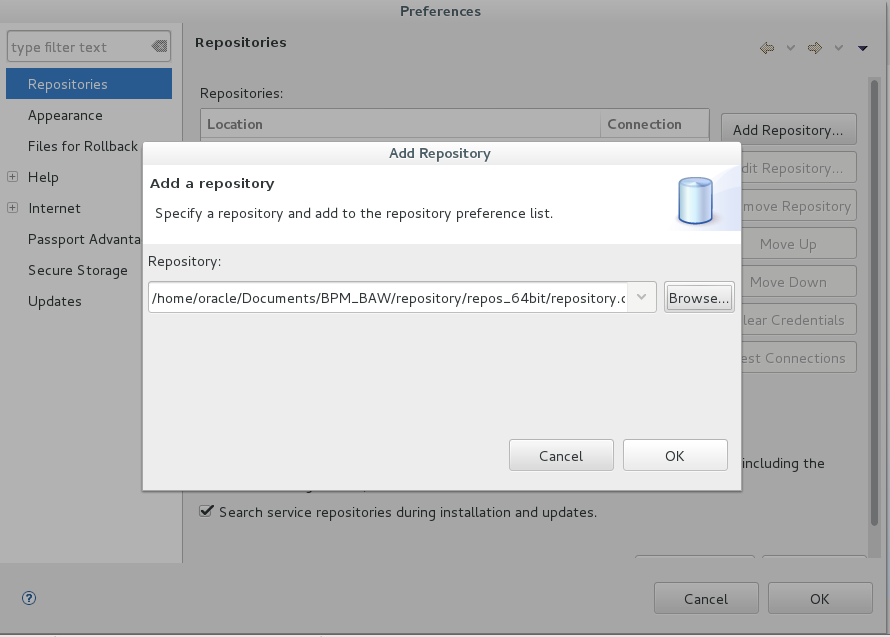 Preferences
type filter text
Repositories
Appearance
Files for Rollback
Help
Internet
Passport Advanta
Secure Storage
Updates
Repositories
Repositories:
Location Connection
Add Repository...
dit Repository...
move Repository
Move Up
Move Down
lear Credentials
est Connections
Add Repository
Add a repository
Specify a repository and add to the repository preference list.
Repository:
/home/oracle/Documents/BPM_BAW/repository/repos_64bit/repository.c
Browse...
Cancel OK
including the
Search service repositories during installation and updates.
Cancel OK